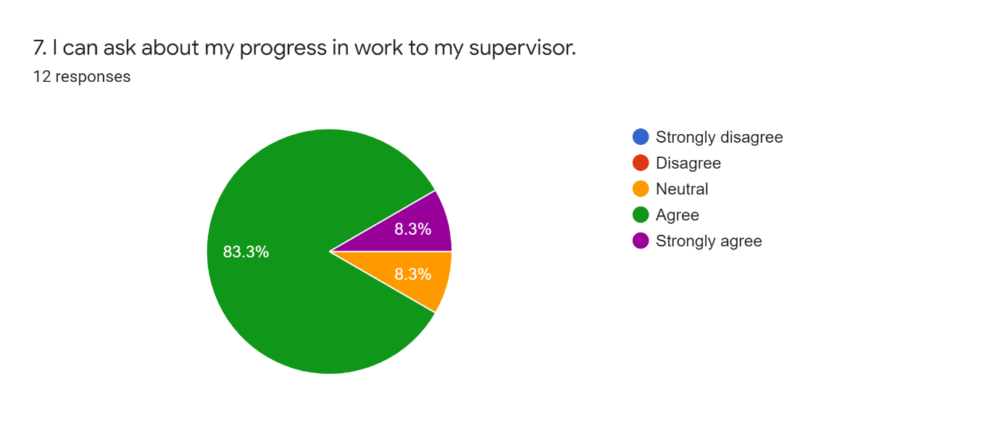 7. I can ask about my progress in work to my supervisor.
12 responses
83.3%
8.3%
8.3%
Strongly disagree
Disagree
Neutral
Agree
Strongly agree